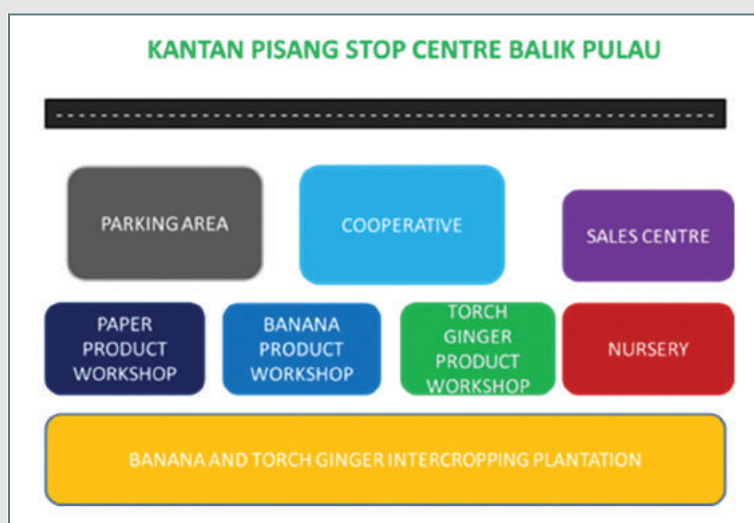 KANTAN PISANG STOP CENTRE BALIK PULAU
PARKING AREA
COOPERATIVE
SALES CENTRE
PAPER
PRODUCT
WORKSHOP
BANANA
PRODUCT
WORKSHOP
TORCH
GINGER
PRODUCT
WORKSHOP
NURSERY
BANANA AND TORCH GINGER INTERCROPPING PLANTATION